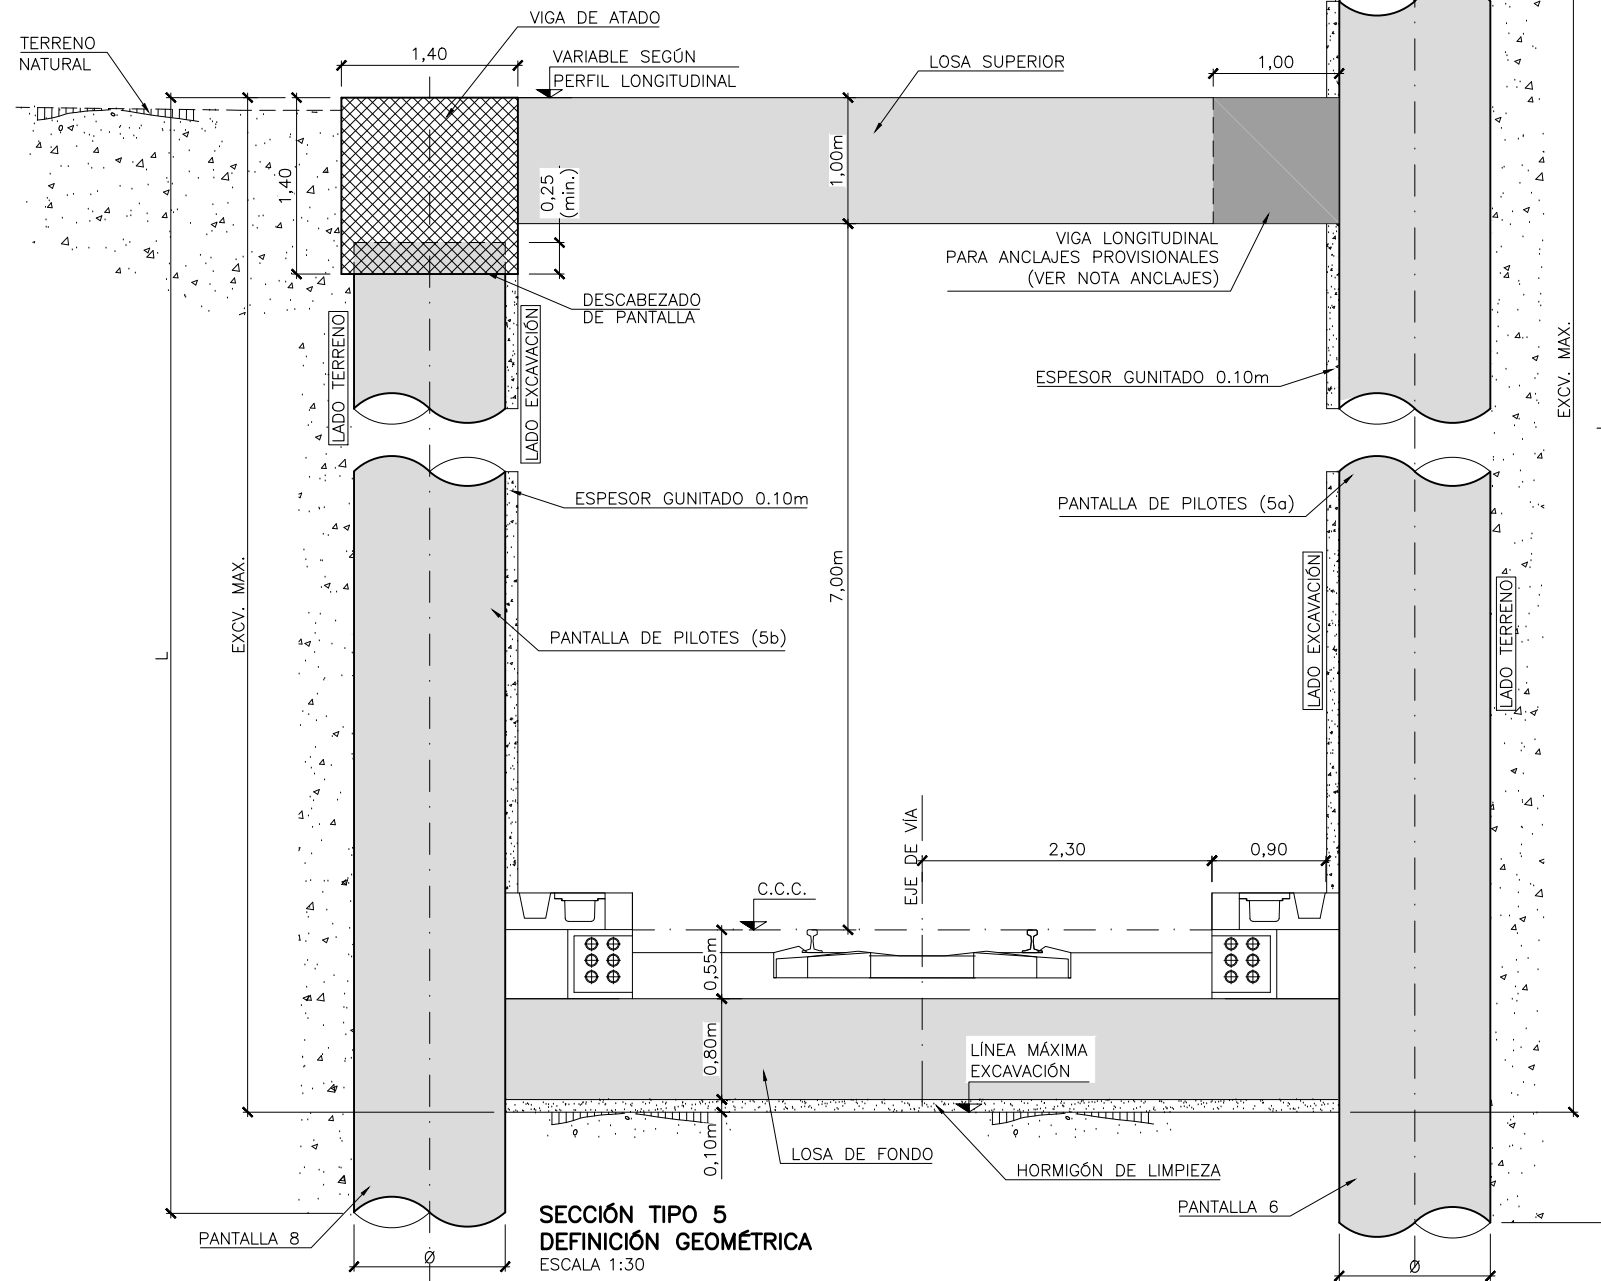 VIGA DE ATADO
TERRENO
NATURAL
1,40
VARIABLE SEGÚN
PERFIL LONGITUDINAL
LOSA SUPERIOR
1,00
1,40
0,25
(min.)
1,00m
VIGA LONGITUDINAL
PARA ANCLAJES PROVISIONALES
(VER NOTA ANCLAJES)
DESCABEZADO
DE PANTALLA
LADO TERRENO
LADO EXCAVACIÓN
ESPESOR GUNITADO 0.10m
EXCV. MAX.
ESPESOR GUNITADO 0.10m
PANTALLA DE PILOTES (5a)
7,00m
EXCV. MAX.
L
PANTALLA DE PILOTES (5b)
LADO EXCAVACIÓN
LADO TERRENO
EJE DE VÍA
2,30
0,90
C.C.C.
0,55m
0,80m
LÍNEA MÁXIMA
EXCAVACIÓN
0,10m
LOSA DE FONDO
HORMIGÓN DE LIMPIEZA
PANTALLA 6
PANTALLA 8
SECCIÓN TIPO 5
DEFINICIÓN GEOMÉTRICA
ESCALA 1:30
Ø
Ø